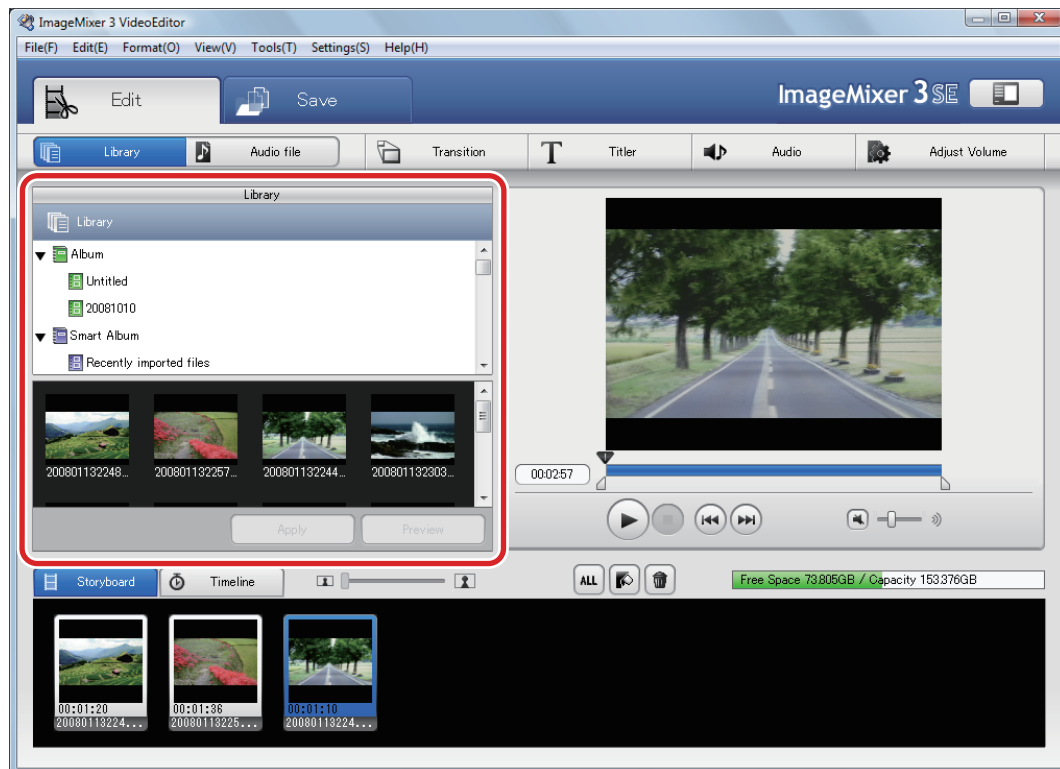 ImageMixer 3 VideoEditor
File(F) Edit(E) Format(O) View(V) Tools(T) Settings(S) Help(H)
Edit Save ImageMixer 3 SE
Library Audio file Transition Titler Audio Adjust Volume
Library
Library
Album
Untitled
20081010
Smart Album
Recently imported files
200801132248... 200801132257... 200801132244... 200801132303...
Apply Preview
00:02:57
Storyboard Timeline ALL Free Space 73.805GB / Capacity 153.376GB
00:01:20 00:01:36 00:01:10
20080113224... 20080113225... 20080113224...